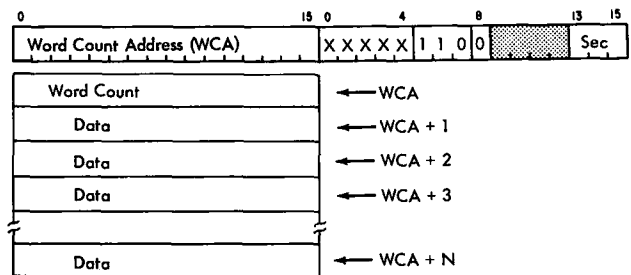 0 15 0 4 8 13 15
Word Count Address (WCA) X X X X X 1 1 0 0 Sec
Word Count ← WCA
Data ← WCA + 1
Data ← WCA + 2
Data ← WCA + 3
Data ← WCA + N